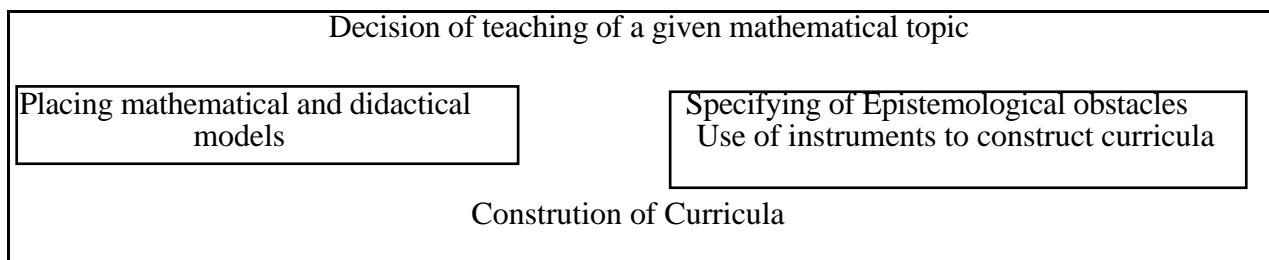 Decision of teaching of a given mathematical topic
Placing mathematical and didactical
models
Specifying of Epistemological obstacles
Use of instruments to construct curricula
Constrution of Curricula